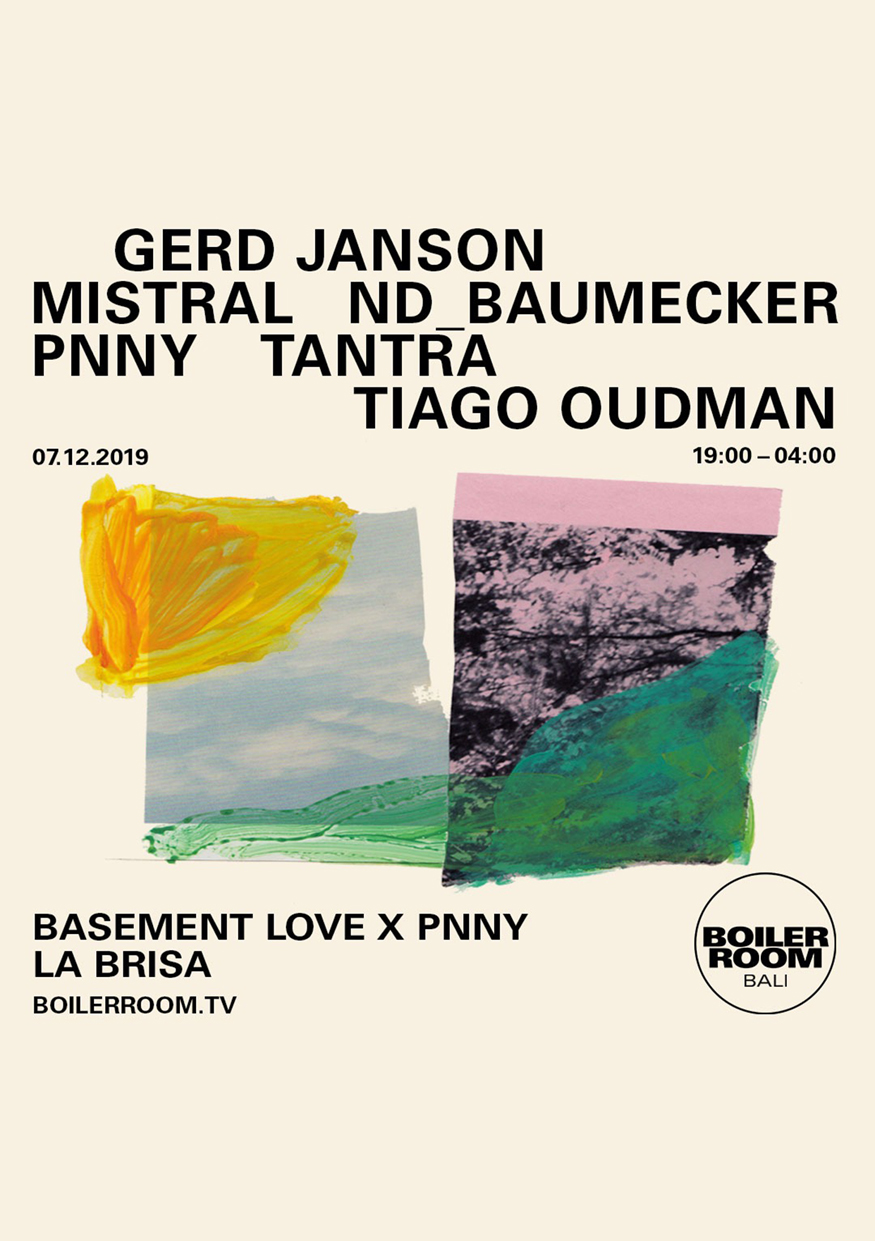 GERD JANSON
MISTRAL ND_BAUMECKER
PNNY TANTRA
TIAGO OUDMAN
07.12.2019 19:00 – 04:00
BASEMENT LOVE X PNNY
LA BRISA
BOILERROOM.TV
BOILER
ROOM
BALI